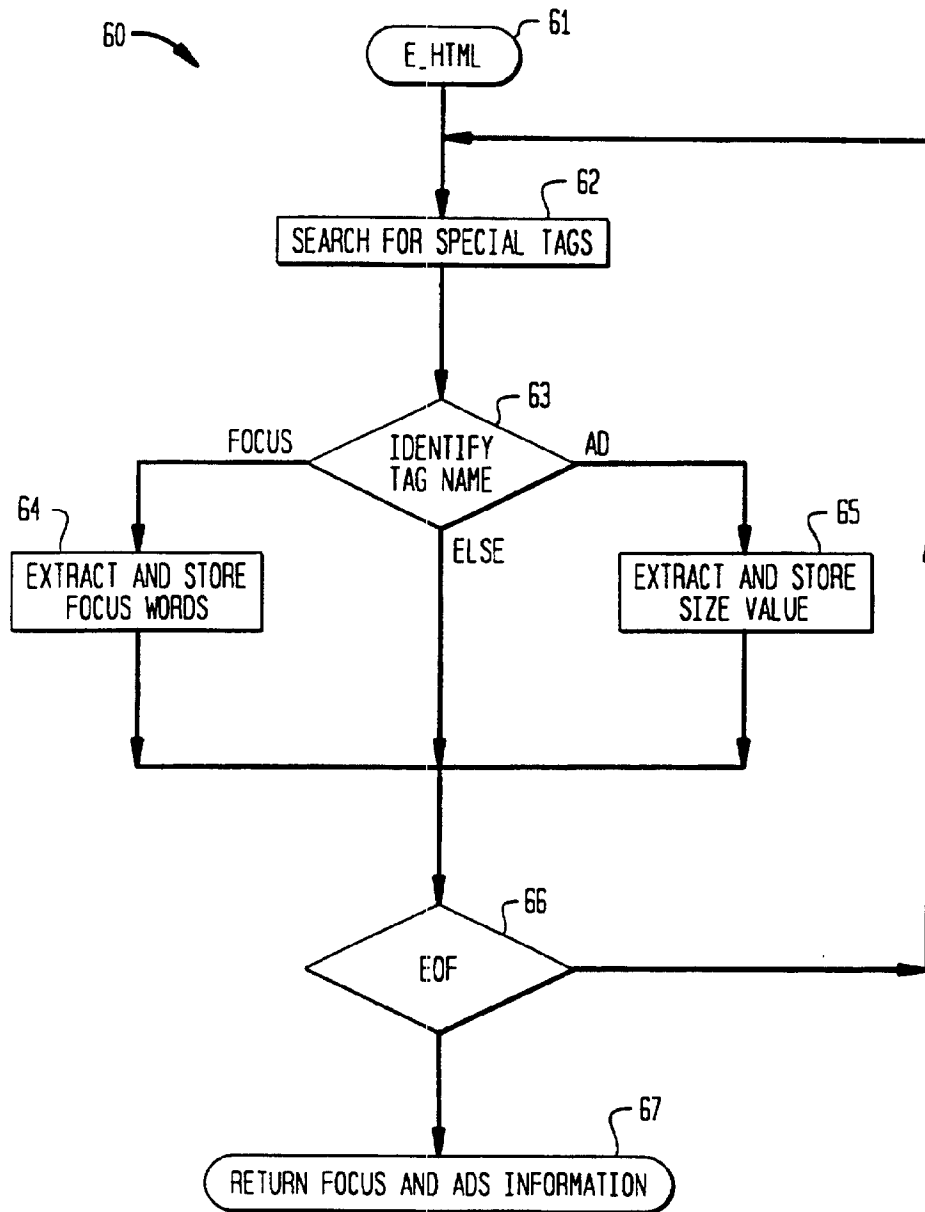 60
61
E_HTML
62
SEARCH FOR SPECIAL TAGS
63
FOCUS
IDENTIFY
TAG NAME
AD
64
ELSE
65
EXTRACT AND STORE
FOCUS WORDS
EXTRACT AND STORE
SIZE VALUE
66
EOF
67
RETURN FOCUS AND ADS INFORMATION